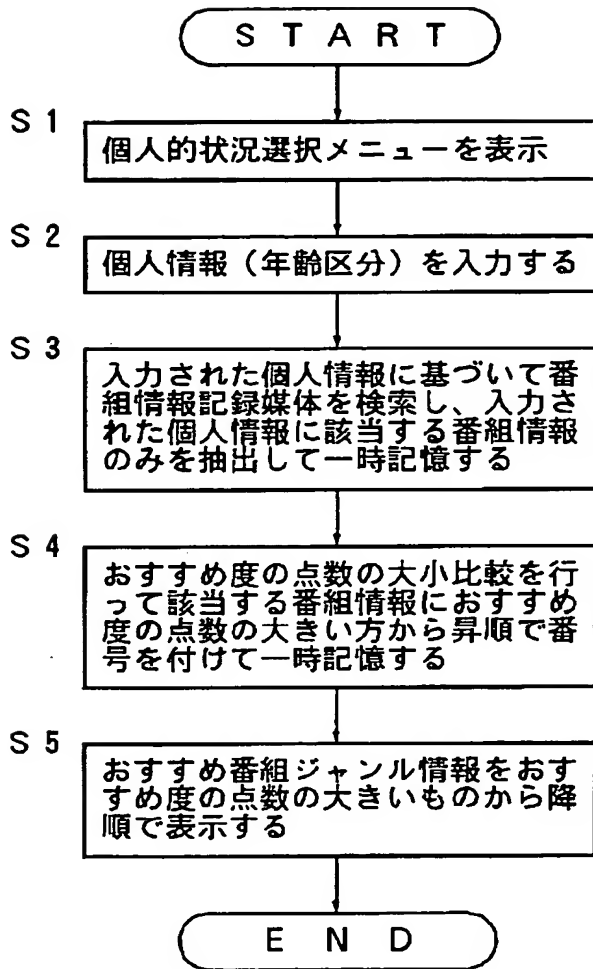 START
S1
個人的状況選択メニューを表示
S2
個人情報（年齢区分）を入力する
S3
入力された個人情報に基づいて番
組情報記録媒体を検索し、入力さ
れた個人情報に該当する番組情報
のみを抽出して一時記憶する
S4
おすすめ度の点数の大小比較を行
って該当する番組情報におすすめ
度の点数の大きい方から昇順で番
号を付けて一時記憶する
S5
おすすめ番組ジャンル情報をおす
すめ度の点数の大きいものから降
順で表示する
END